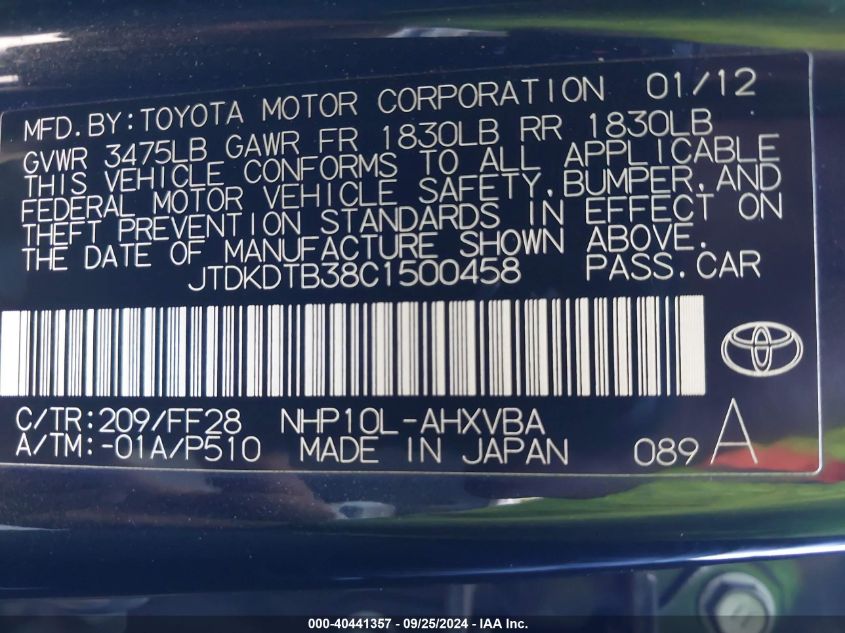 MFD.BY:TOYOTA MOTOR CORPORATION 01/12
GVWR 3475LB GAWR FR 1830LB RR 1830LB
THIS VEHICLE CONFORMS TO ALL APPLICABLE
FEDERAL MOTOR VEHICLE SAFETY,BUMPER,AND
THEFT PREVENTION STANDARDS IN EFFECT ON
THE DATE OF MANUFACTURE SHOWN ABOVE.
JTDKDTB38C1500458 PASS.CAR
C/TR:209/FF28 NHP10L-AHXVBA
A/TM:-01A/P510 MADE IN JAPAN 089 A
000-40441357 - 09/25/2024 - IAA Inc.